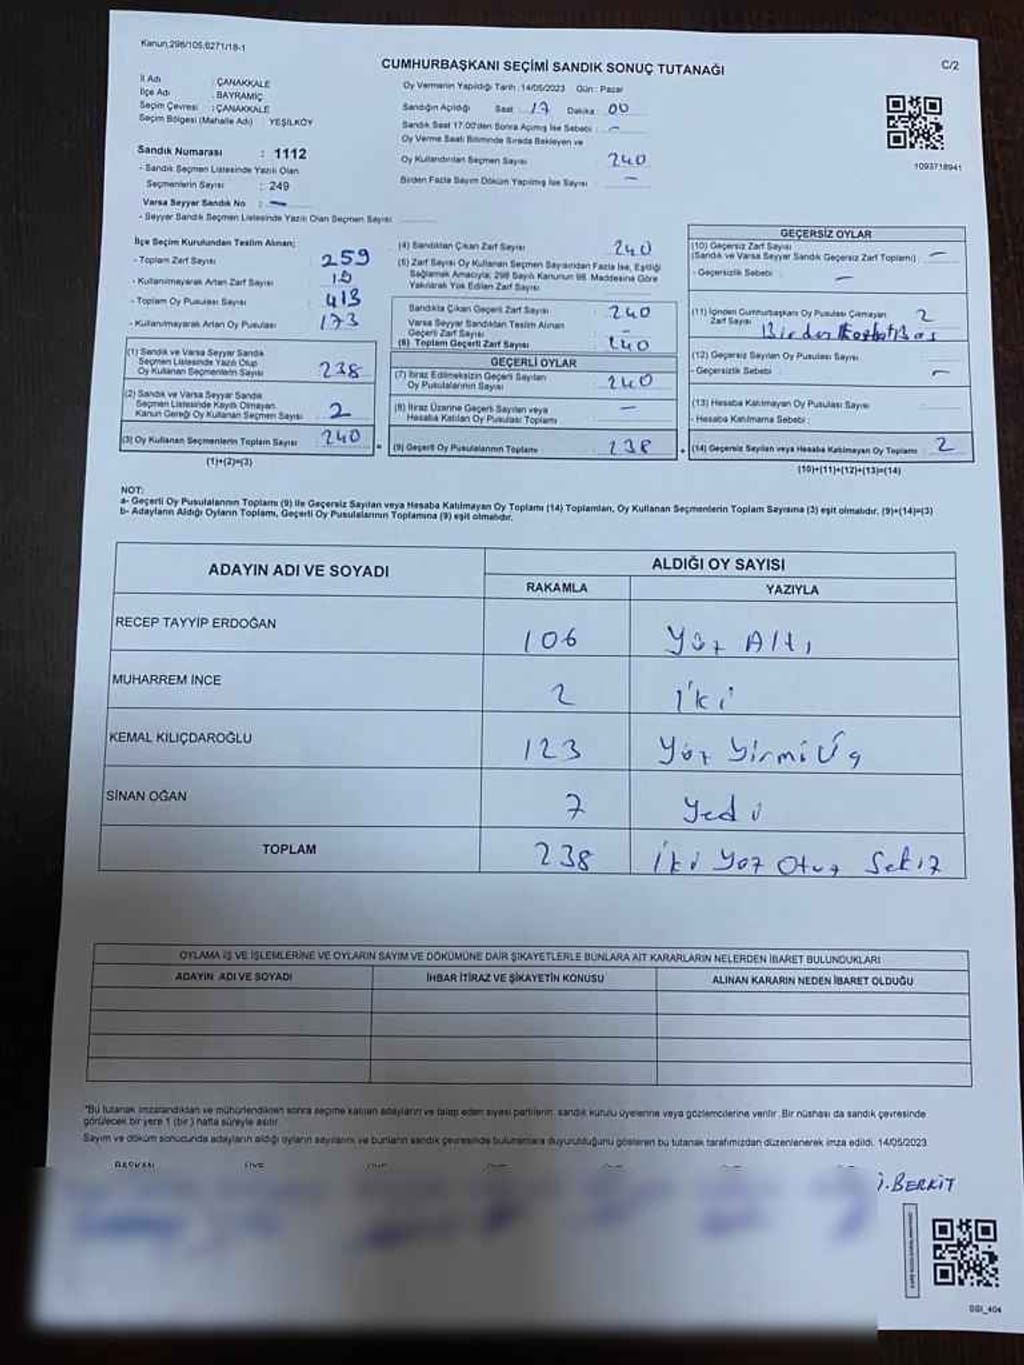 Kanun;298/105,6271/18-1
CUMHURBAŞKANI SEÇİMİ SANDIK SONUÇ TUTANAĞI
C/2
İl Adı : ÇANAKKALE
İlçe Adı : BAYRAMİÇ
Seçim Çevresi : ÇANAKKALE
Seçim Bölgesi (Mahalle Adı) YEŞİLKÖY
Sandık Numarası : 1112
- Sandık Seçmen Listesinde Yazılı Olan
Seçmenlerin Sayısı : 249
Varsa Seyyar Sandık No : —
- Seyyar Sandık Seçmen Listesinde Yazılı Olan Seçmen Sayısı
Oy Vermenin Yapıldığı Tarih : 14/05/2023 Gün : Pazar
Sandığın Açıldığı Saat : 17 Dakika : 00
Sandık Saat 17:00'den Sonra Açılmış İse Sebebi : —
Oy Verme Saati Bitiminde Sırada Bekleyen ve
Oy Kullandırılan Seçmen Sayısı 240
Birden Fazla Sayım Döküm Yapılmış İse Sayısı —
1093718941
İlçe Seçim Kurulundan Teslim Alınan;
- Toplam Zarf Sayısı 259
- Kullanılmayarak Artan Zarf Sayısı 19
- Toplam Oy Pusulası Sayısı 413
- Kullanılmayarak Artan Oy Pusulası 173
(1) Sandık ve Varsa Seyyar Sandık
Seçmen Listesinde Yazılı Olup
Oy Kullanan Seçmenlerin Sayısı 238
(2) Sandık ve Varsa Seyyar Sandık
Seçmen Listesinde Kayıtlı Olmayan,
Kanun Gereği Oy Kullanan Seçmen Sayısı 2
(3) Oy Kullanan Seçmenlerin Toplam Sayısı 240
(1)+(2)=(3)
(4) Sandıktan Çıkan Zarf Sayısı 240
(5) Zarf Sayısı Oy Kullanan Seçmen Sayısından Fazla İse, Eşitliği
Sağlamak Amacıyla, 298 Sayılı Kanunun 98. Maddesine Göre
Yakılarak Yok Edilen Zarf Sayısı
Sandıkta Çıkan Geçerli Zarf Sayısı 240
Varsa Seyyar Sandıktan Teslim Alınan
Geçerli Zarf Sayısı —
(6) Toplam Geçerli Zarf Sayısı 240
GEÇERLİ OYLAR
(7) İtiraz Edilmeksizin Geçerli Sayılan
Oy Pusulalarının Sayısı 240
(8) İtiraz Üzerine Geçerli Sayılan veya
Hesaba Katılan Oy Pusulaları Toplamı —
(9) Geçerli Oy Pusulalarının Toplamı 238
GEÇERSİZ OYLAR
(10) Geçersiz Zarf Sayısı
(Sandık ve Varsa Seyyar Sandık Geçersiz Zarf Toplamı) —
- Geçersizlik Sebebi : —
(11) İçinden Cumhurbaşkanı Oy Pusulası Çıkmayan
Zarf Sayısı 2
(12) Geçersiz Sayılan Oy Pusulası Sayısı
- Geçersizlik Sebebi : —
(13) Hesaba Katılmayan Oy Pusulası Sayısı
- Hesaba Katılmama Sebebi :
(14) Geçersiz Sayılan veya Hesaba Katılmayan Oy Toplamı 2
(10)+(11)+(12)+(13)=(14)
NOT:
a- Geçerli Oy Pusulalarının Toplamı (9) ile Geçersiz Sayılan veya Hesaba Katılmayan Oy Toplamı (14) Toplamları, Oy Kullanan Seçmenlerin Toplam Sayısına (3) eşit olmalıdır, (9)+(14)=(3)
b- Adayların Aldığı Oyların Toplamı, Geçerli Oy Pusulalarının Toplamına (9) eşit olmalıdır.
ADAYIN ADI VE SOYADI
ALDIĞI OY SAYISI
RAKAMLA YAZIYLA
RECEP TAYYİP ERDOĞAN 106 Yüz Altı
MUHARREM İNCE 2 İki
KEMAL KILIÇDAROĞLU 123 Yüz Yirmi Üç
SİNAN OĞAN 7 Yedi
TOPLAM 238 İki Yüz Otuz Sekiz
OYLAMA İŞ VE İŞLEMLERİNE VE OYLARIN SAYIM VE DÖKÜMÜNE DAİR ŞİKAYETLERLE BUNLARA AİT KARARLARIN NELERDEN İBARET BULUNDUKLARI
ADAYIN ADI VE SOYADI İHBAR İTİRAZ VE ŞİKAYETİN KONUSU ALINAN KARARIN NEDEN İBARET OLDUĞU
*Bu tutanak imzalandıktan ve mühürlendikten sonra seçime katılan adayların ve talep eden siyasi partilerin, sandık kurulu üyelerine veya gözlemcilerine verilir. Bir nüshası da sandık çevresinde
görülecek bir yere 1 (bir) hafta süreyle asılır.
Sayım ve döküm sonucunda adayların aldığı oyların sayılarını ve bunların sandık çevresinde bulunanlara duyurulduğunu gösteren bu tutanak tarafımızdan düzenlenerek imza edildi. 14/05/2023
BAŞKAN ÜYE
İ.BERKİT